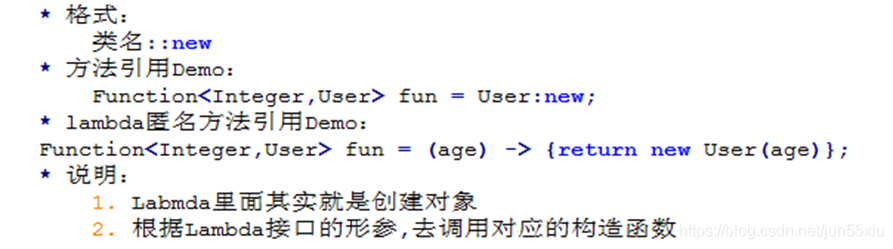 * 格式:
类名::new
* 方法引用Demo:
Function<Integer,User> fun = User:new;
* lambda匿名方法引用Demo:
Function<Integer,User> fun = (age) -> {return new User(age)};
* 说明:
1. Labmda里面其实就是创建对象
2. 根据Lambda接口的形参,去调用对应的构造函数
https://blog.csdn.net/jun55xiu